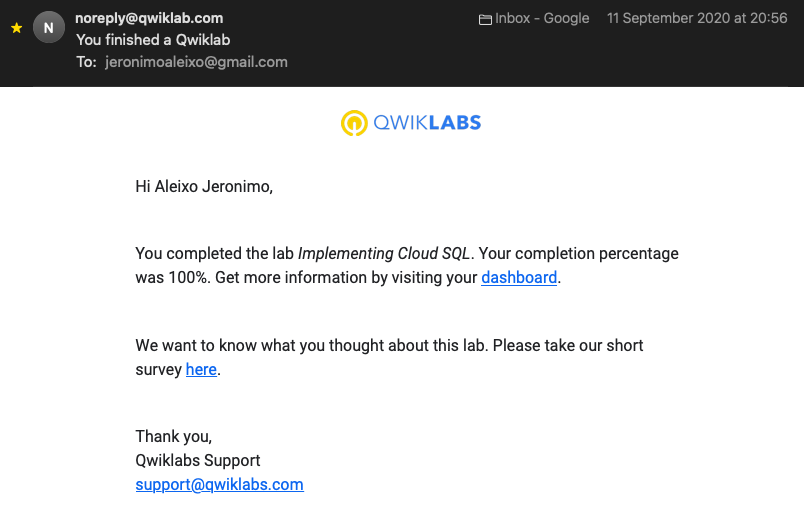 noreply@qwiklab.com
Inbox - Google 11 September 2020 at 20:56
N
You finished a Qwiklab
To: jeronimoaleixo@gmail.com
QWIKLABS
Hi Aleixo Jeronimo,
You completed the lab Implementing Cloud SQL. Your completion percentage
was 100%. Get more information by visiting your dashboard.
We want to know what you thought about this lab. Please take our short
survey here.
Thank you,
Qwiklabs Support
support@qwiklabs.com